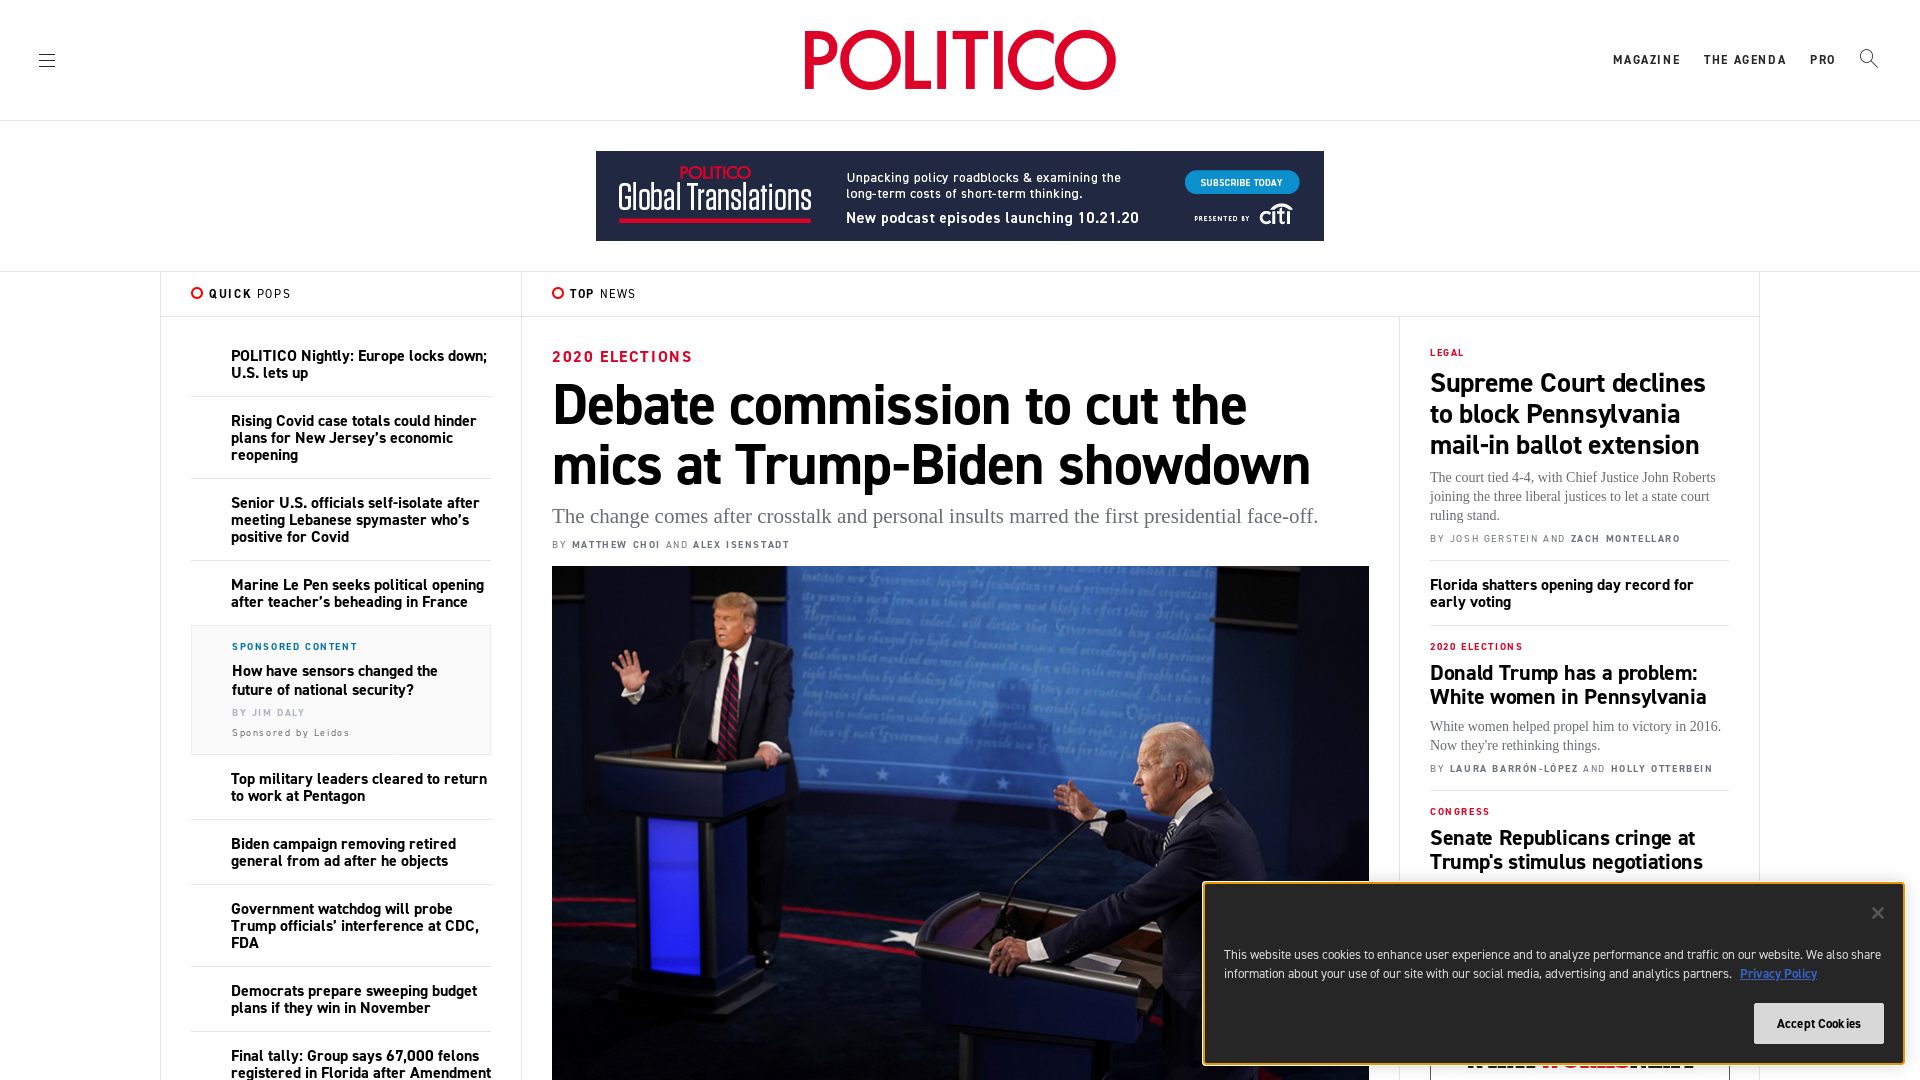 POLITICO
MAGAZINE
THE AGENDA
PRO
POLITICO
Global Translations
Unpacking policy roadblocks & examining the
long-term costs of short-term thinking.
New podcast episodes launching 10.21.20
SUBSCRIBE TODAY
PRESENTED BY citi
QUICK POPS
POLITICO Nightly: Europe locks down;
U.S. lets up
Rising Covid case totals could hinder
plans for New Jersey’s economic
reopening
Senior U.S. officials self-isolate after
meeting Lebanese spymaster who’s
positive for Covid
Marine Le Pen seeks political opening
after teacher’s beheading in France
SPONSORED CONTENT
How have sensors changed the
future of national security?
BY JIM DALY
Sponsored by Leidos
Top military leaders cleared to return
to work at Pentagon
Biden campaign removing retired
general from ad after he objects
Government watchdog will probe
Trump officials’ interference at CDC,
FDA
Democrats prepare sweeping budget
plans if they win in November
Final tally: Group says 67,000 felons
registered in Florida after Amendment
TOP NEWS
2020 ELECTIONS
Debate commission to cut the
mics at Trump-Biden showdown
The change comes after crosstalk and personal insults marred the first presidential face-off.
BY MATTHEW CHOI AND ALEX ISENSTADT
LEGAL
Supreme Court declines
to block Pennsylvania
mail-in ballot extension
The court tied 4-4, with Chief Justice John Roberts
joining the three liberal justices to let a state court
ruling stand.
BY JOSH GERSTEIN AND ZACH MONTELLARO
Florida shatters opening day record for
early voting
2020 ELECTIONS
Donald Trump has a problem:
White women in Pennsylvania
White women helped propel him to victory in 2016.
Now they're rethinking things.
BY LAURA BARRÓN-LÓPEZ AND HOLLY OTTERBEIN
CONGRESS
Senate Republicans cringe at
Trump's stimulus negotiations
This website uses cookies to enhance user experience and to analyze performance and traffic on our website. We also share
information about your use of our site with our social media, advertising and analytics partners. Privacy Policy
Accept Cookies